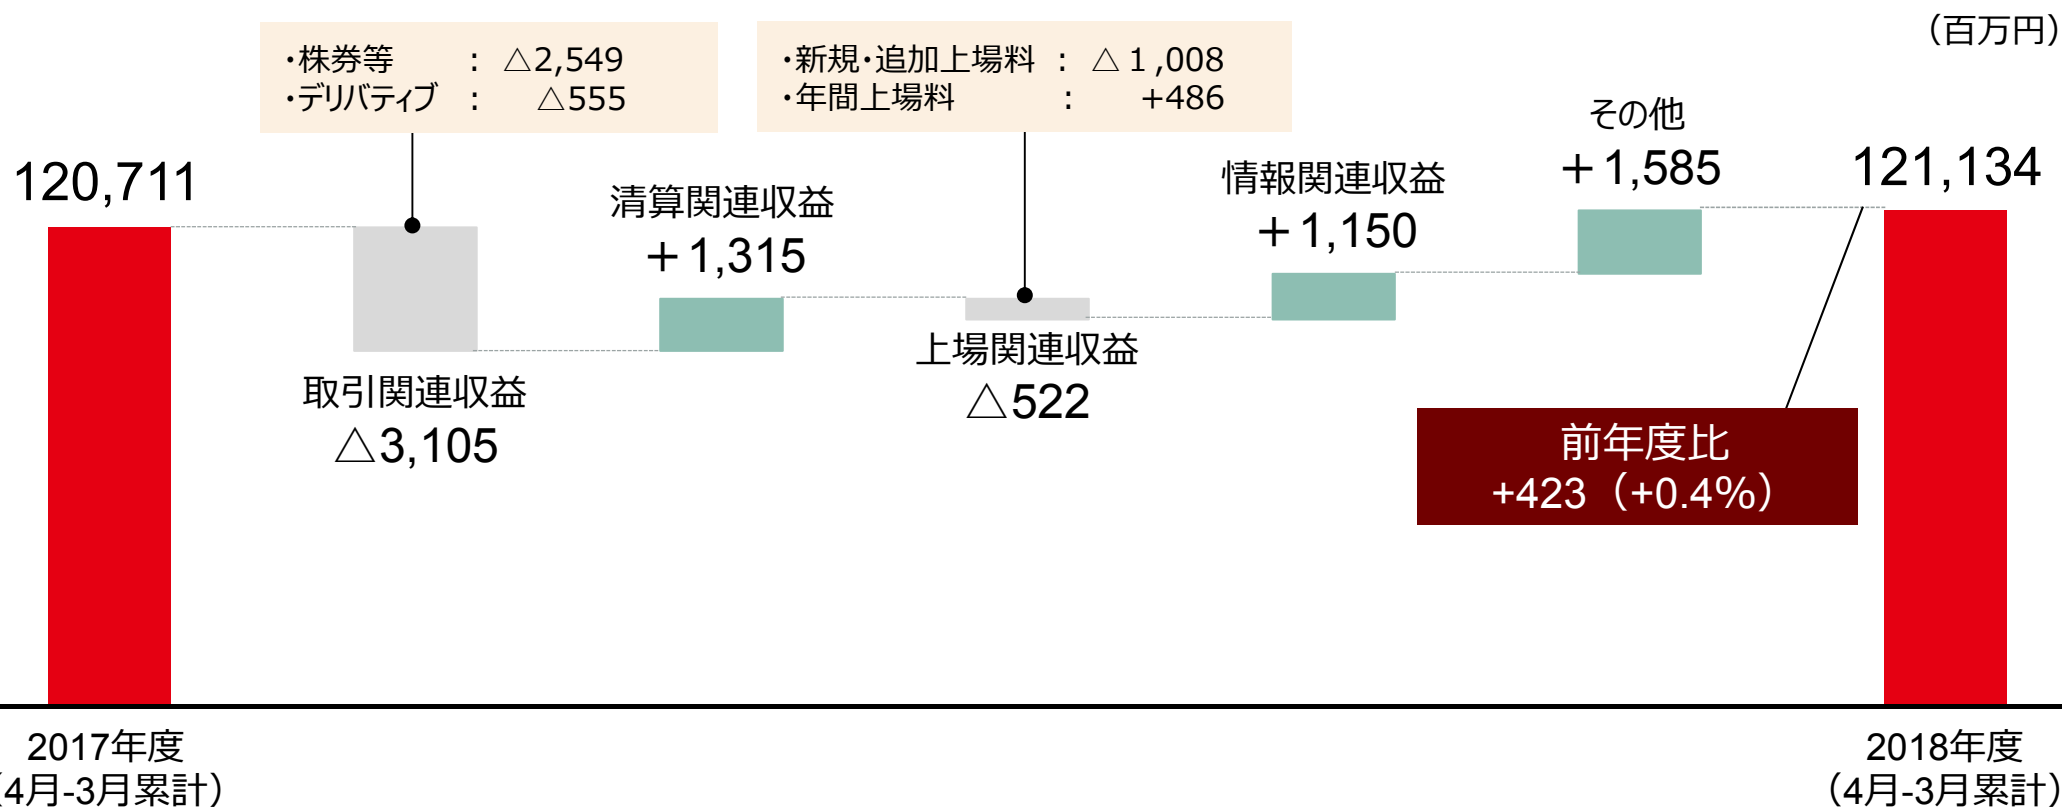 （百万円）
・株券等 ： △2,549
・デリバティブ ： △555
・新規・追加上場料 ： △１,008
・年間上場料 ： +486
120,711
取引関連収益
△3,105
清算関連収益
＋1,315
上場関連収益
△522
情報関連収益
＋1,150
その他
＋1,585
121,134
前年度比
+423（+0.4%）
2017年度
（4月-3月累計）
2018年度
（4月-3月累計）